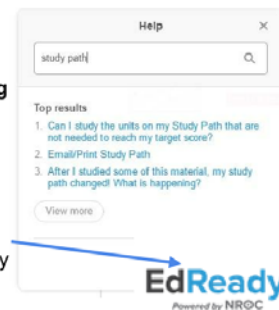 Help
study path
Top results
1. Can I study the units on my Study Path that are
not needed to reach my target score?
2. Email/Print Study Path
3. After I studied some of this material, my study
path changed! What is happening?
View more
EdReady
Powered by NROC